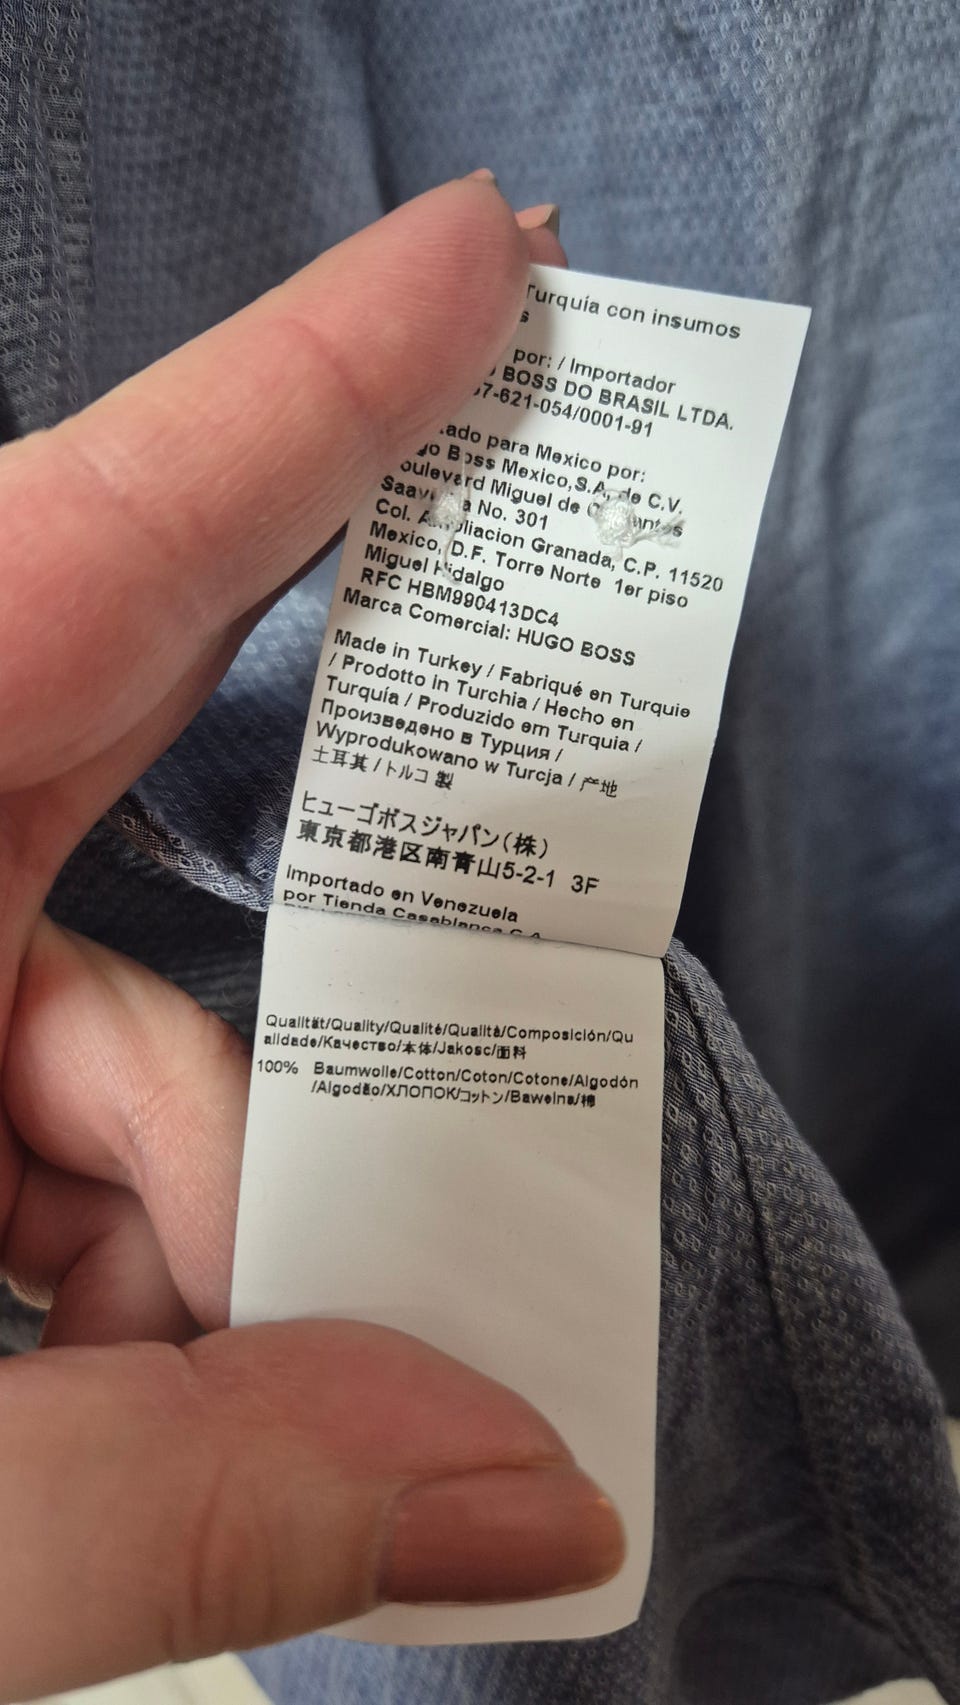 Turquía con insumos
s
por: / Importador
BOSS DO BRASIL LTDA.
7-621-054/0001-91
ado para Mexico por:
go Boss Mexico,S.A. de C.V.
oulevard Miguel de
No. 301
Col. Granada, C.P. 11520
Mexico, D.F. Torre Norte 1er piso
Miguel Hidalgo
RFC HBM990413DC4
Marca Comercial: HUGO BOSS
Made in Turkey / Fabriqué en Turquie
/ Prodotto in Turchia / Hecho en
Turquía / Produzido em Turquia /
Произведено в Турция /
Wyprodukowano w Turcja / 产地
土耳其 / トルコ 製
ヒューゴボスジャパン(株)
東京都港区南青山5-2-1 3F
Importado en Venezuela
por Tienda Casablanca C.A.
Qualität/Quality/Qualité/Qualità/Composición/Qu
alidade/Качество/本体/Jakosc/面料
100% Baumwolle/Cotton/Coton/Cotone/Algodón
/Algodão/ХЛОПОК/コットン/Bawelna/棉